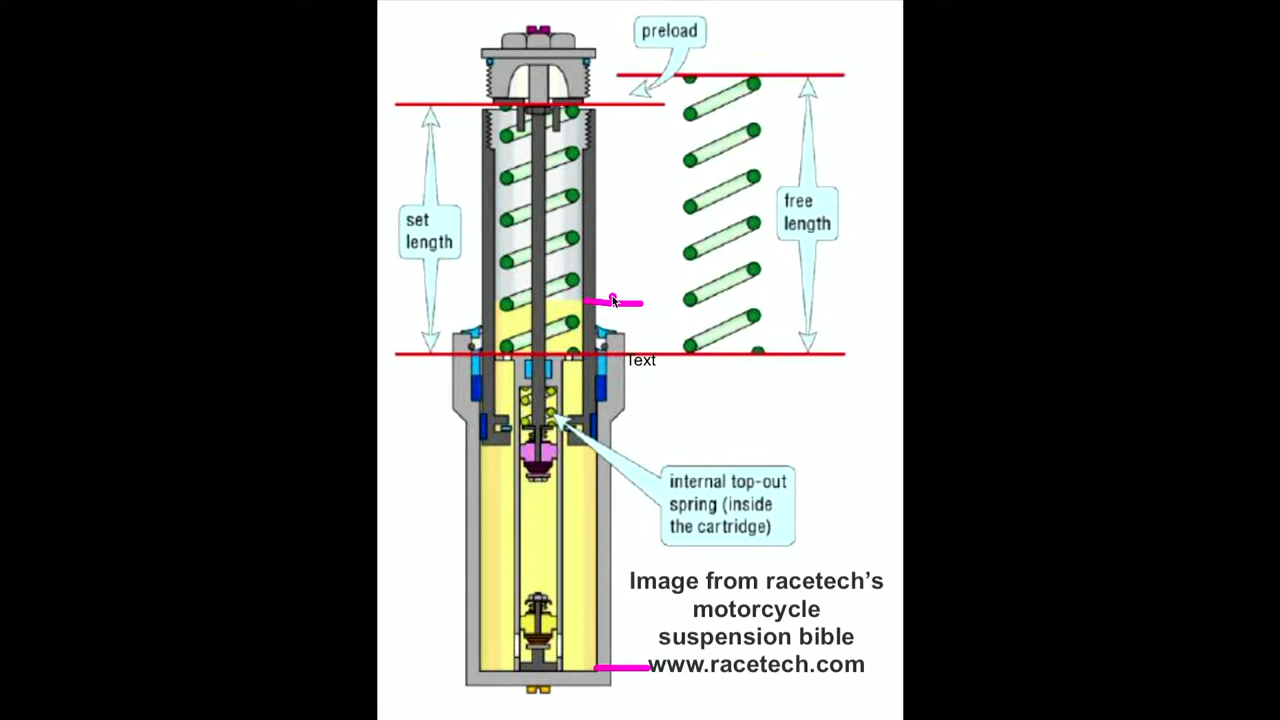 preload
set
length
free
length
Text
internal top-out
spring (inside
the cartridge)
Image from racetech's
motorcycle
suspension bible
www.racetech.com